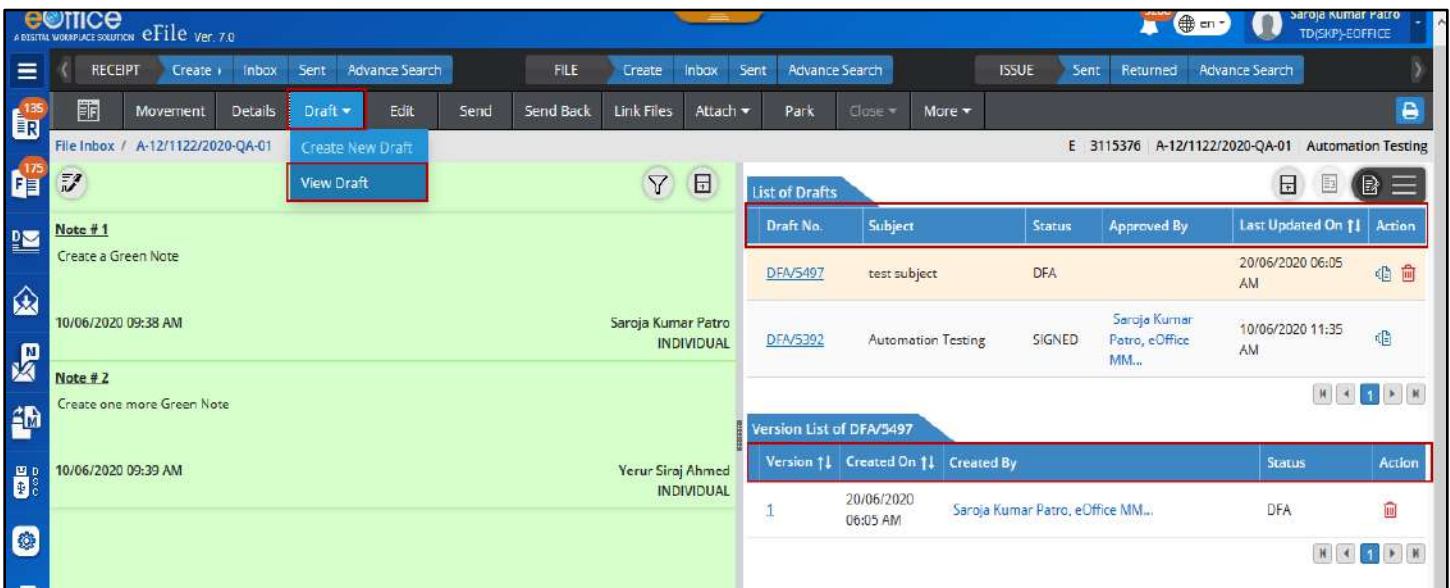 eOffice
A DIGITAL WORKPLACE SOLUTION eFile Ver. 7.0
en
Saroja Kumar Patro
TD(SKP)-EOFFICE
RECEIPT Create Inbox Sent Advance Search FILE Create Inbox Sent Advance Search ISSUE Sent Returned Advance Search
135
R
Movement Details Draft Edit Send Send Back Link Files Attach Park Close More
File Inbox / A-12/1122/2020-QA-01
Create New Draft
View Draft
E 3115376 A-12/1122/2020-QA-01 Automation Testing
175
F
Note # 1
Create a Green Note
10/06/2020 09:38 AM Saroja Kumar Patro
INDIVIDUAL
Note # 2
Create one more Green Note
10/06/2020 09:39 AM Yerur Siraj Ahmed
INDIVIDUAL
D
N
M
D
S
C
List of Drafts
Draft No. Subject Status Approved By Last Updated On Action
DFA/5497 test subject DFA 20/06/2020 06:05
AM
DFA/5392 Automation Testing SIGNED Saroja Kumar
Patro, eOffice
MM...
10/06/2020 11:35
AM
1
Version List of DFA/5497
Version Created On Created By Status Action
1 20/06/2020
06:05 AM
Saroja Kumar Patro, eOffice MM... DFA
1